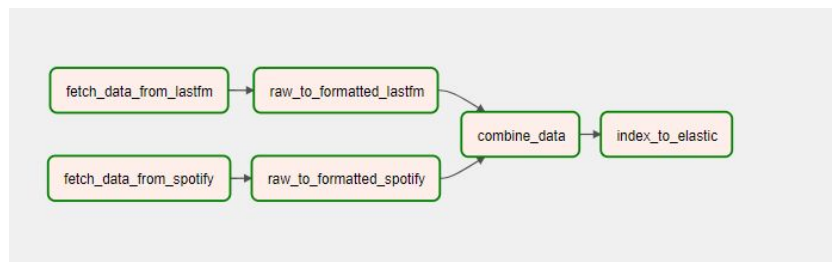 fetch_data_from_lastfm
raw_to_formatted_lastfm
combine_data
index_to_elastic
fetch_data_from_spotify
raw_to_formatted_spotify